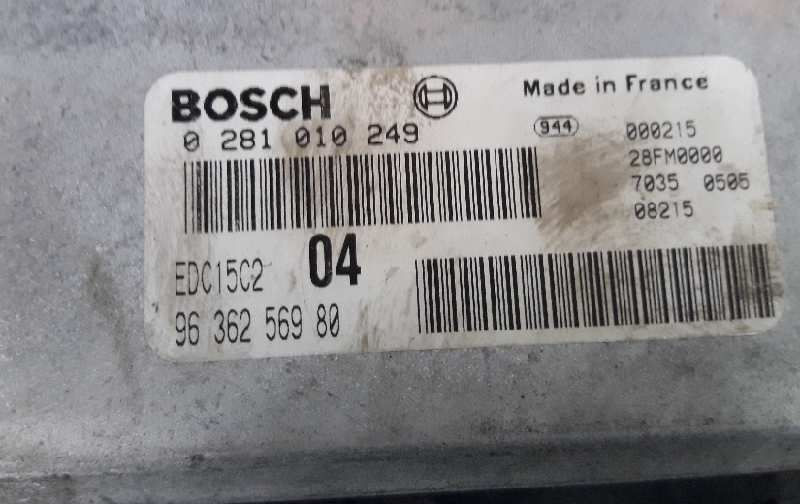 BOSCH
Made in France
0 281 010 249
944
000215
28FM0000
7035 0505
08215
EDC15C2 04
96 362 569 80